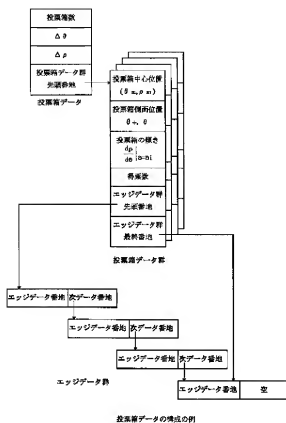 投票箱数
Δθ
Δρ
投票箱データ群
先頭番地
投票箱データ
投票箱中心位置
投票箱側面位置
投票箱の傾き
得票数
エッジデータ群
先頭番地
エッジデータ群
最終番地
投票箱データ群
エッジデータ番地 次データ番地
エッジデータ番地 次データ番地
エッジデータ番地 次データ番地
エッジデータ群
エッジデータ番地 空
投票箱データの構成の例